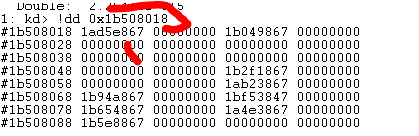 Double: 2.
1: kd> !dd 0x1b508018
#1b508018 1ad5e867 00000000 1b049867 00000000
#1b508028 00000000 00000000 00000000 00000000
#1b508038 00000000 00000000 00000000 00000000
#1b508048 00000000 00000000 1b2f1867 00000000
#1b508058 00000000 00000000 1ab23867 00000000
#1b508068 1b94a867 00000000 1bf53847 00000000
#1b508078 1b654867 00000000 1a4e3867 00000000
#1b508088 1b5e8867 00000000 00000000 00000000